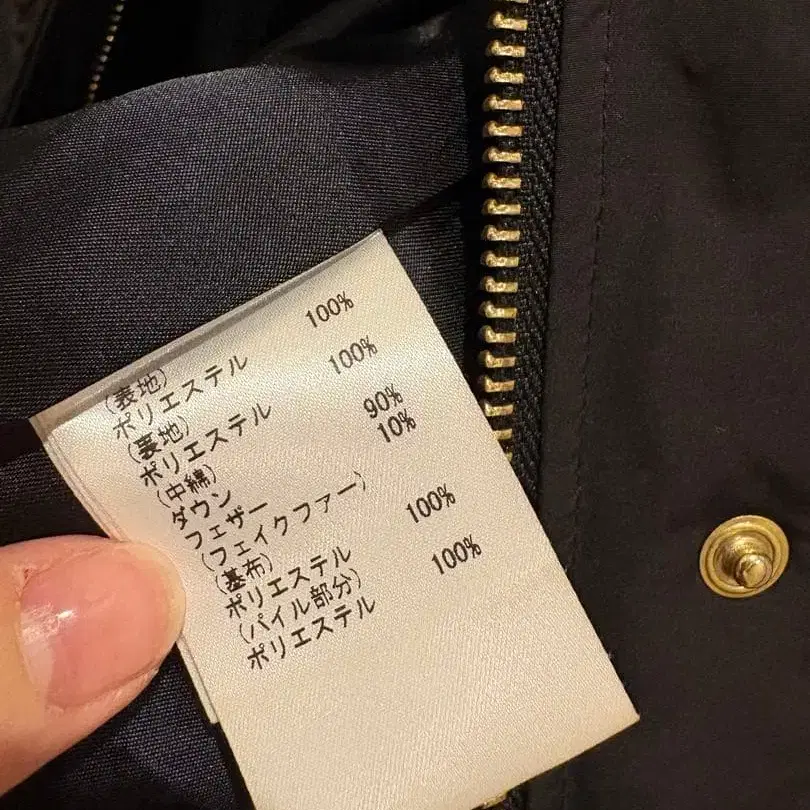 (表地)
ポリエステル 100%
(裏地)
ポリエステル 100%
(中綿)
ダウン 90%
フェザー 10%
(フェイクファー)
(基布)
ポリエステル 100%
(パイル部分)
ポリエステル 100%